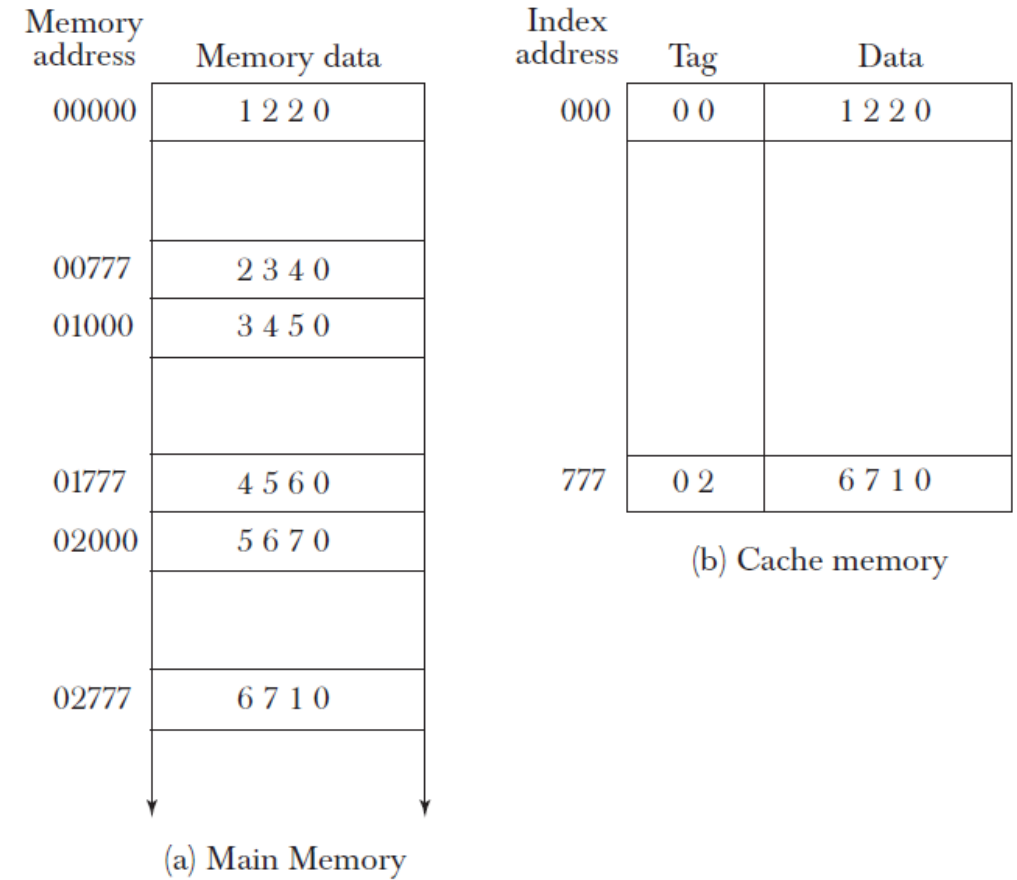 Memory
address
Memory data
00000
1 2 2 0
00777
2 3 4 0
01000
3 4 5 0
01777
4 5 6 0
02000
5 6 7 0
02777
6 7 1 0
(a) Main Memory
Index
address
Tag
Data
000
0 0
1 2 2 0
777
0 2
6 7 1 0
(b) Cache memory